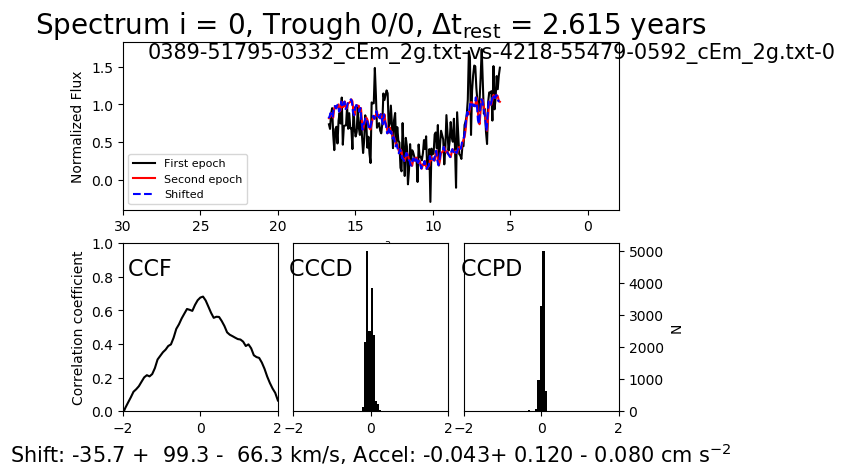 Spectrum i = 0, Trough 0/0, Δt_rest = 2.615 years
0389-51795-0332_cEm_2g.txt-vs-4218-55479-0592_cEm_2g.txt-0
Normalized Flux
1.5
1.0
0.5
0.0
First epoch
Second epoch
Shifted
30 25 20 15 10 5 0
CCF
CCCD
CCPD
Correlation coefficient
1.0
0.8
0.6
0.4
0.2
0.0
5000
4000
3000
2000
1000
0
N
−2 0 2 −2 0 2 −2 0 2
Shift: -35.7 + 99.3 - 66.3 km/s, Accel: -0.043+ 0.120 - 0.080 cm s⁻²